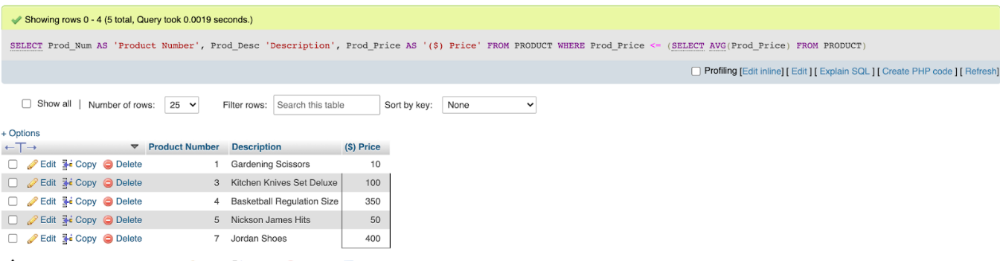 Showing rows 0 - 4 (5 total, Query took 0.0019 seconds.)
SELECT Prod_Num AS 'Product Number', Prod_Desc 'Description', Prod_Price AS '($) Price' FROM PRODUCT WHERE Prod_Price <= (SELECT AVG(Prod_Price) FROM PRODUCT)
Profiling [Edit inline] [ Edit ] [ Explain SQL ] [ Create PHP code ] [ Refresh]
Show all | Number of rows: 25 Filter rows: Search this table Sort by key: None
+ Options
←T→ Product Number Description ($) Price
Edit Copy Delete 1 Gardening Scissors 10
Edit Copy Delete 3 Kitchen Knives Set Deluxe 100
Edit Copy Delete 4 Basketball Regulation Size 350
Edit Copy Delete 5 Nickson James Hits 50
Edit Copy Delete 7 Jordan Shoes 400